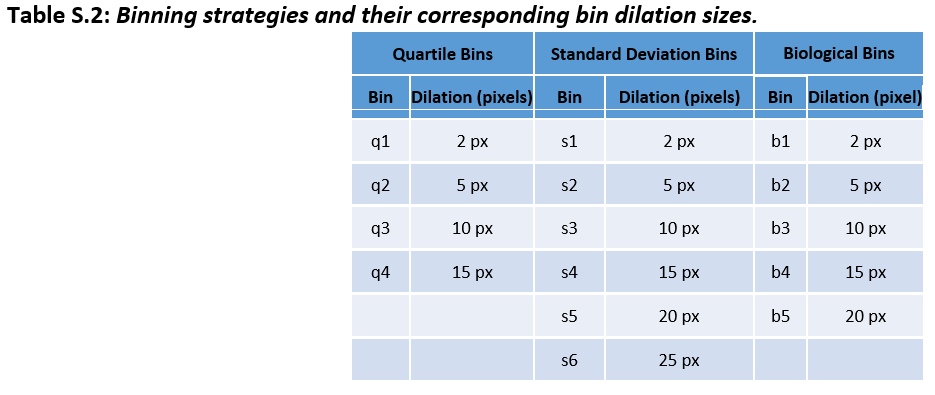 Table S.2: Binning strategies and their corresponding bin dilation sizes.
Quartile Bins Standard Deviation Bins Biological Bins
Bin Dilation (pixels) Bin Dilation (pixels) Bin Dilation (pixel)
q1 2 px s1 2 px b1 2 px
q2 5 px s2 5 px b2 5 px
q3 10 px s3 10 px b3 10 px
q4 15 px s4 15 px b4 15 px
s5 20 px b5 20 px
s6 25 px